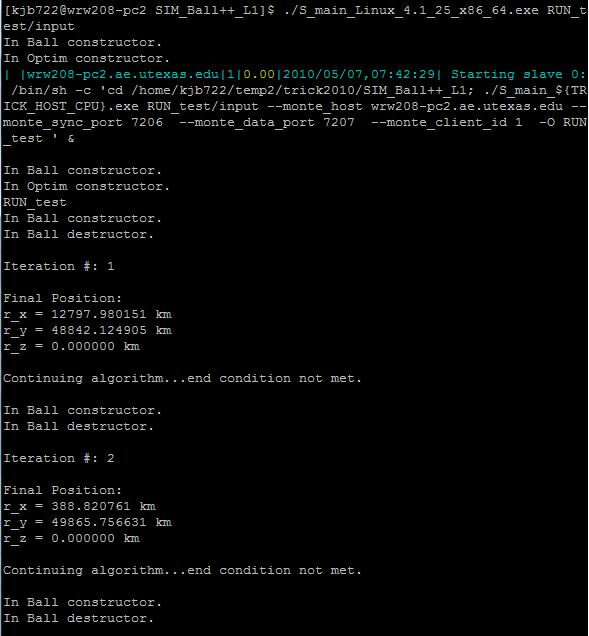 [kjb722@wrw208-pc2 SIM_Ball++_L1]$ ./S_main_Linux_4.1_25_x86_64.exe RUN_t
est/input
In Ball constructor.
In Optim constructor.
| |wrw208-pc2.ae.utexas.edu|1|0.00|2010/05/07,07:42:29| Starting slave 0:
 /bin/sh -c 'cd /home/kjb722/temp2/trick2010/SIM_Ball++_L1; ./S_main_${TR
ICK_HOST_CPU}.exe RUN_test/input --monte_host wrw208-pc2.ae.utexas.edu --
monte_sync_port 7206  --monte_data_port 7207  --monte_client_id 1  -O RUN
_test ' &
In Ball constructor.
In Optim constructor.
RUN_test
In Ball constructor.
In Ball destructor.
Iteration #: 1
Final Position:
r_x = 12797.980151 km
r_y = 48842.124905 km
r_z = 0.000000 km
Continuing algorithm...end condition not met.
In Ball constructor.
In Ball destructor.
Iteration #: 2
Final Position:
r_x = 388.820761 km
r_y = 49865.756631 km
r_z = 0.000000 km
Continuing algorithm...end condition not met.
In Ball constructor.
In Ball destructor.